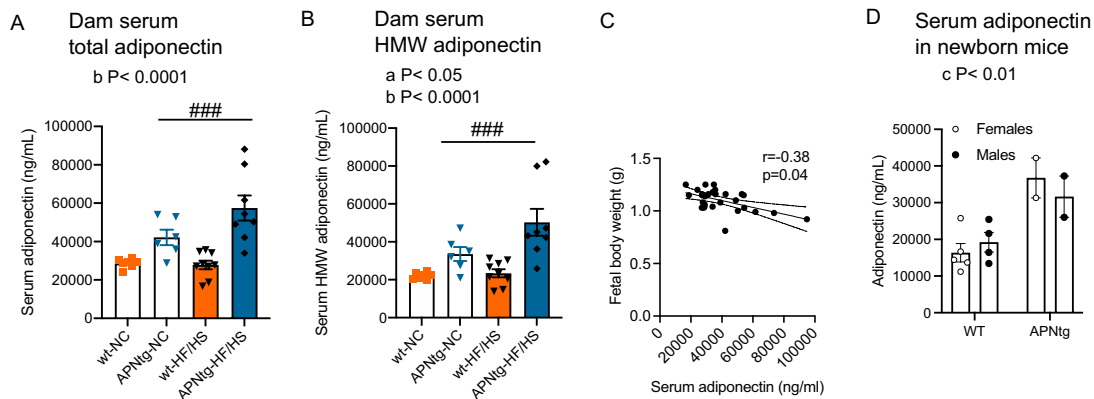 A
Dam serum
total adiponectin
b P< 0.0001
###
Serum adiponectin (ng/mL)
100000
80000
60000
40000
20000
0
wt-NC
APNtg-NC
wt-HF/HS
APNtg-HF/HS
B
Dam serum
HMW adiponectin
a P< 0.05
b P< 0.0001
###
Serum HMW adiponectin (ng/mL)
100000
80000
60000
40000
20000
0
wt-NC
APNtg-NC
wt-HF/HS
APNtg-HF/HS
C
r=-0.38
p=0.04
Fetal body weight (g)
1.5
1.0
0.5
0.0
0
20000
40000
60000
80000
100000
Serum adiponectin (ng/ml)
D
Serum adiponectin
in newborn mice
c P< 0.01
Females
Males
Adiponectin (ng/mL)
50000
40000
30000
20000
10000
0
WT
APNtg